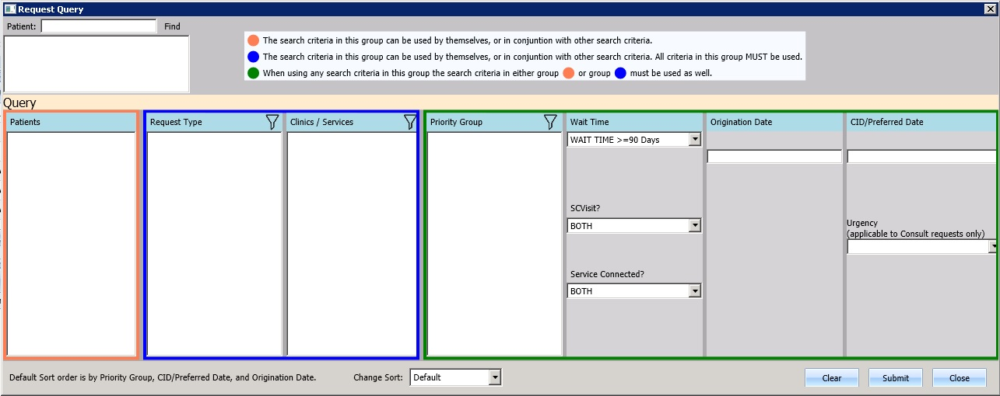 Request Query
Patient:
Find
The search criteria in this group can be used by themselves, or in conjuntion with other search criteria.
The search criteria in this group can be used by themselves, or in conjuntion with other search criteria. All criteria in this group MUST be used.
When using any search criteria in this group the search criteria in either group or group must be used as well.
Query
Patients
Request Type
Clinics / Services
Priority Group
Wait Time
Origination Date
CID/Preferred Date
WAIT TIME >=90 Days
SCVisit?
BOTH
Urgency
(applicable to Consult requests only)
Service Connected?
BOTH
Default Sort order is by Priority Group, CID/Preferred Date, and Origination Date.
Change Sort:
Default
Clear
Submit
Close